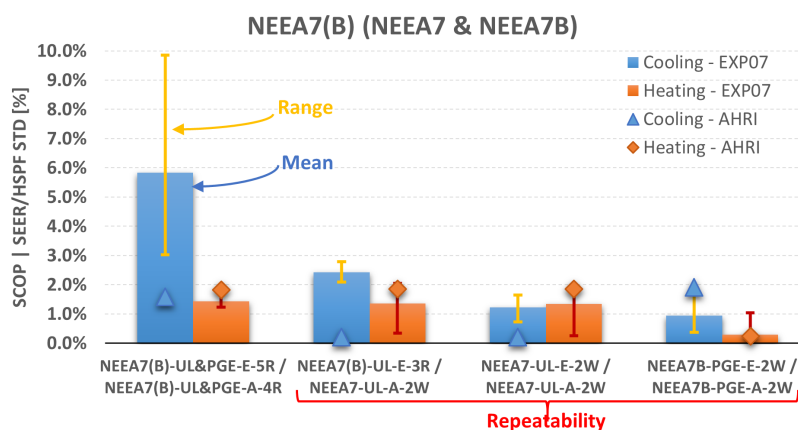 NEEA7(B) (NEEA7 & NEEA7B)
SCOP | SEER/HSPF STD [%]
10.0%
9.0%
8.0%
7.0%
6.0%
5.0%
4.0%
3.0%
2.0%
1.0%
0.0%
Cooling - EXP07
Heating - EXP07
Cooling - AHRI
Heating - AHRI
Range
Mean
NEEA7(B)-UL&PGE-E-5R /
NEEA7(B)-UL&PGE-A-4R
NEEA7(B)-UL-E-3R /
NEEA7-UL-A-2W
NEEA7-UL-E-2W /
NEEA7-UL-A-2W
NEEA7B-PGE-E-2W /
NEEA7B-PGE-A-2W
Repeatability